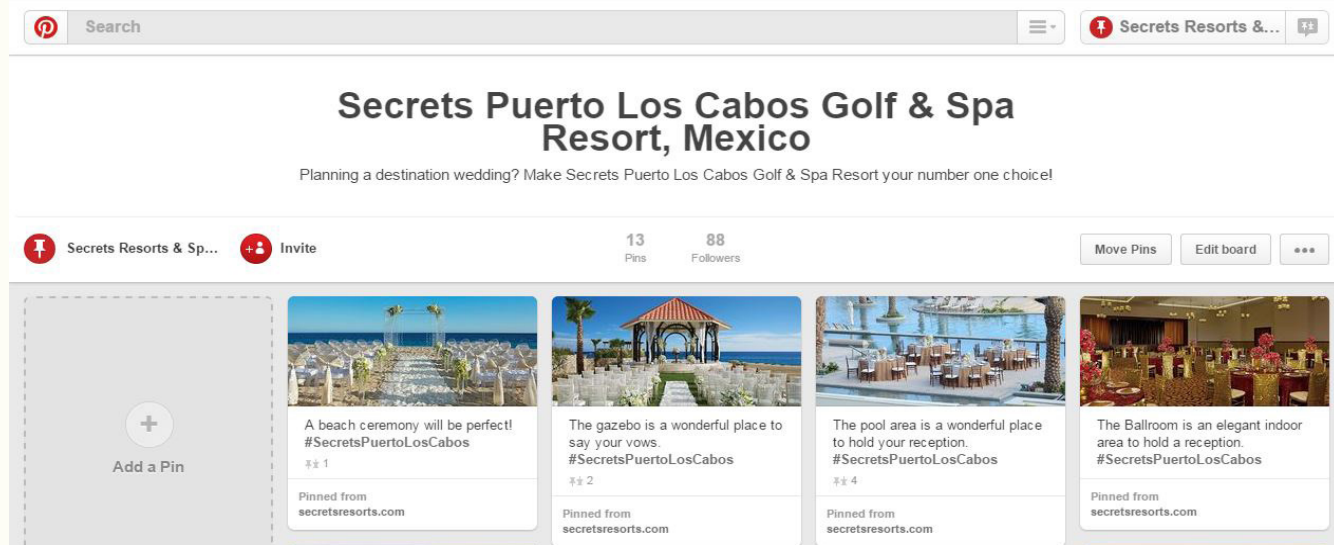 Search
Secrets Resorts &...
Secrets Puerto Los Cabos Golf & Spa
Resort, Mexico
Planning a destination wedding? Make Secrets Puerto Los Cabos Golf & Spa Resort your number one choice!
Secrets Resorts & Sp...
Invite
13
Pins
88
Followers
Move Pins
Edit board
Add a Pin
A beach ceremony will be perfect!
#SecretsPuertoLosCabos
1
Pinned from
secretsresorts.com
The gazebo is a wonderful place to
say your vows.
#SecretsPuertoLosCabos
2
Pinned from
secretsresorts.com
The pool area is a wonderful place
to hold your reception.
#SecretsPuertoLosCabos
4
Pinned from
secretsresorts.com
The Ballroom is an elegant indoor
area to hold a reception.
#SecretsPuertoLosCabos
Pinned from
secretsresorts.com